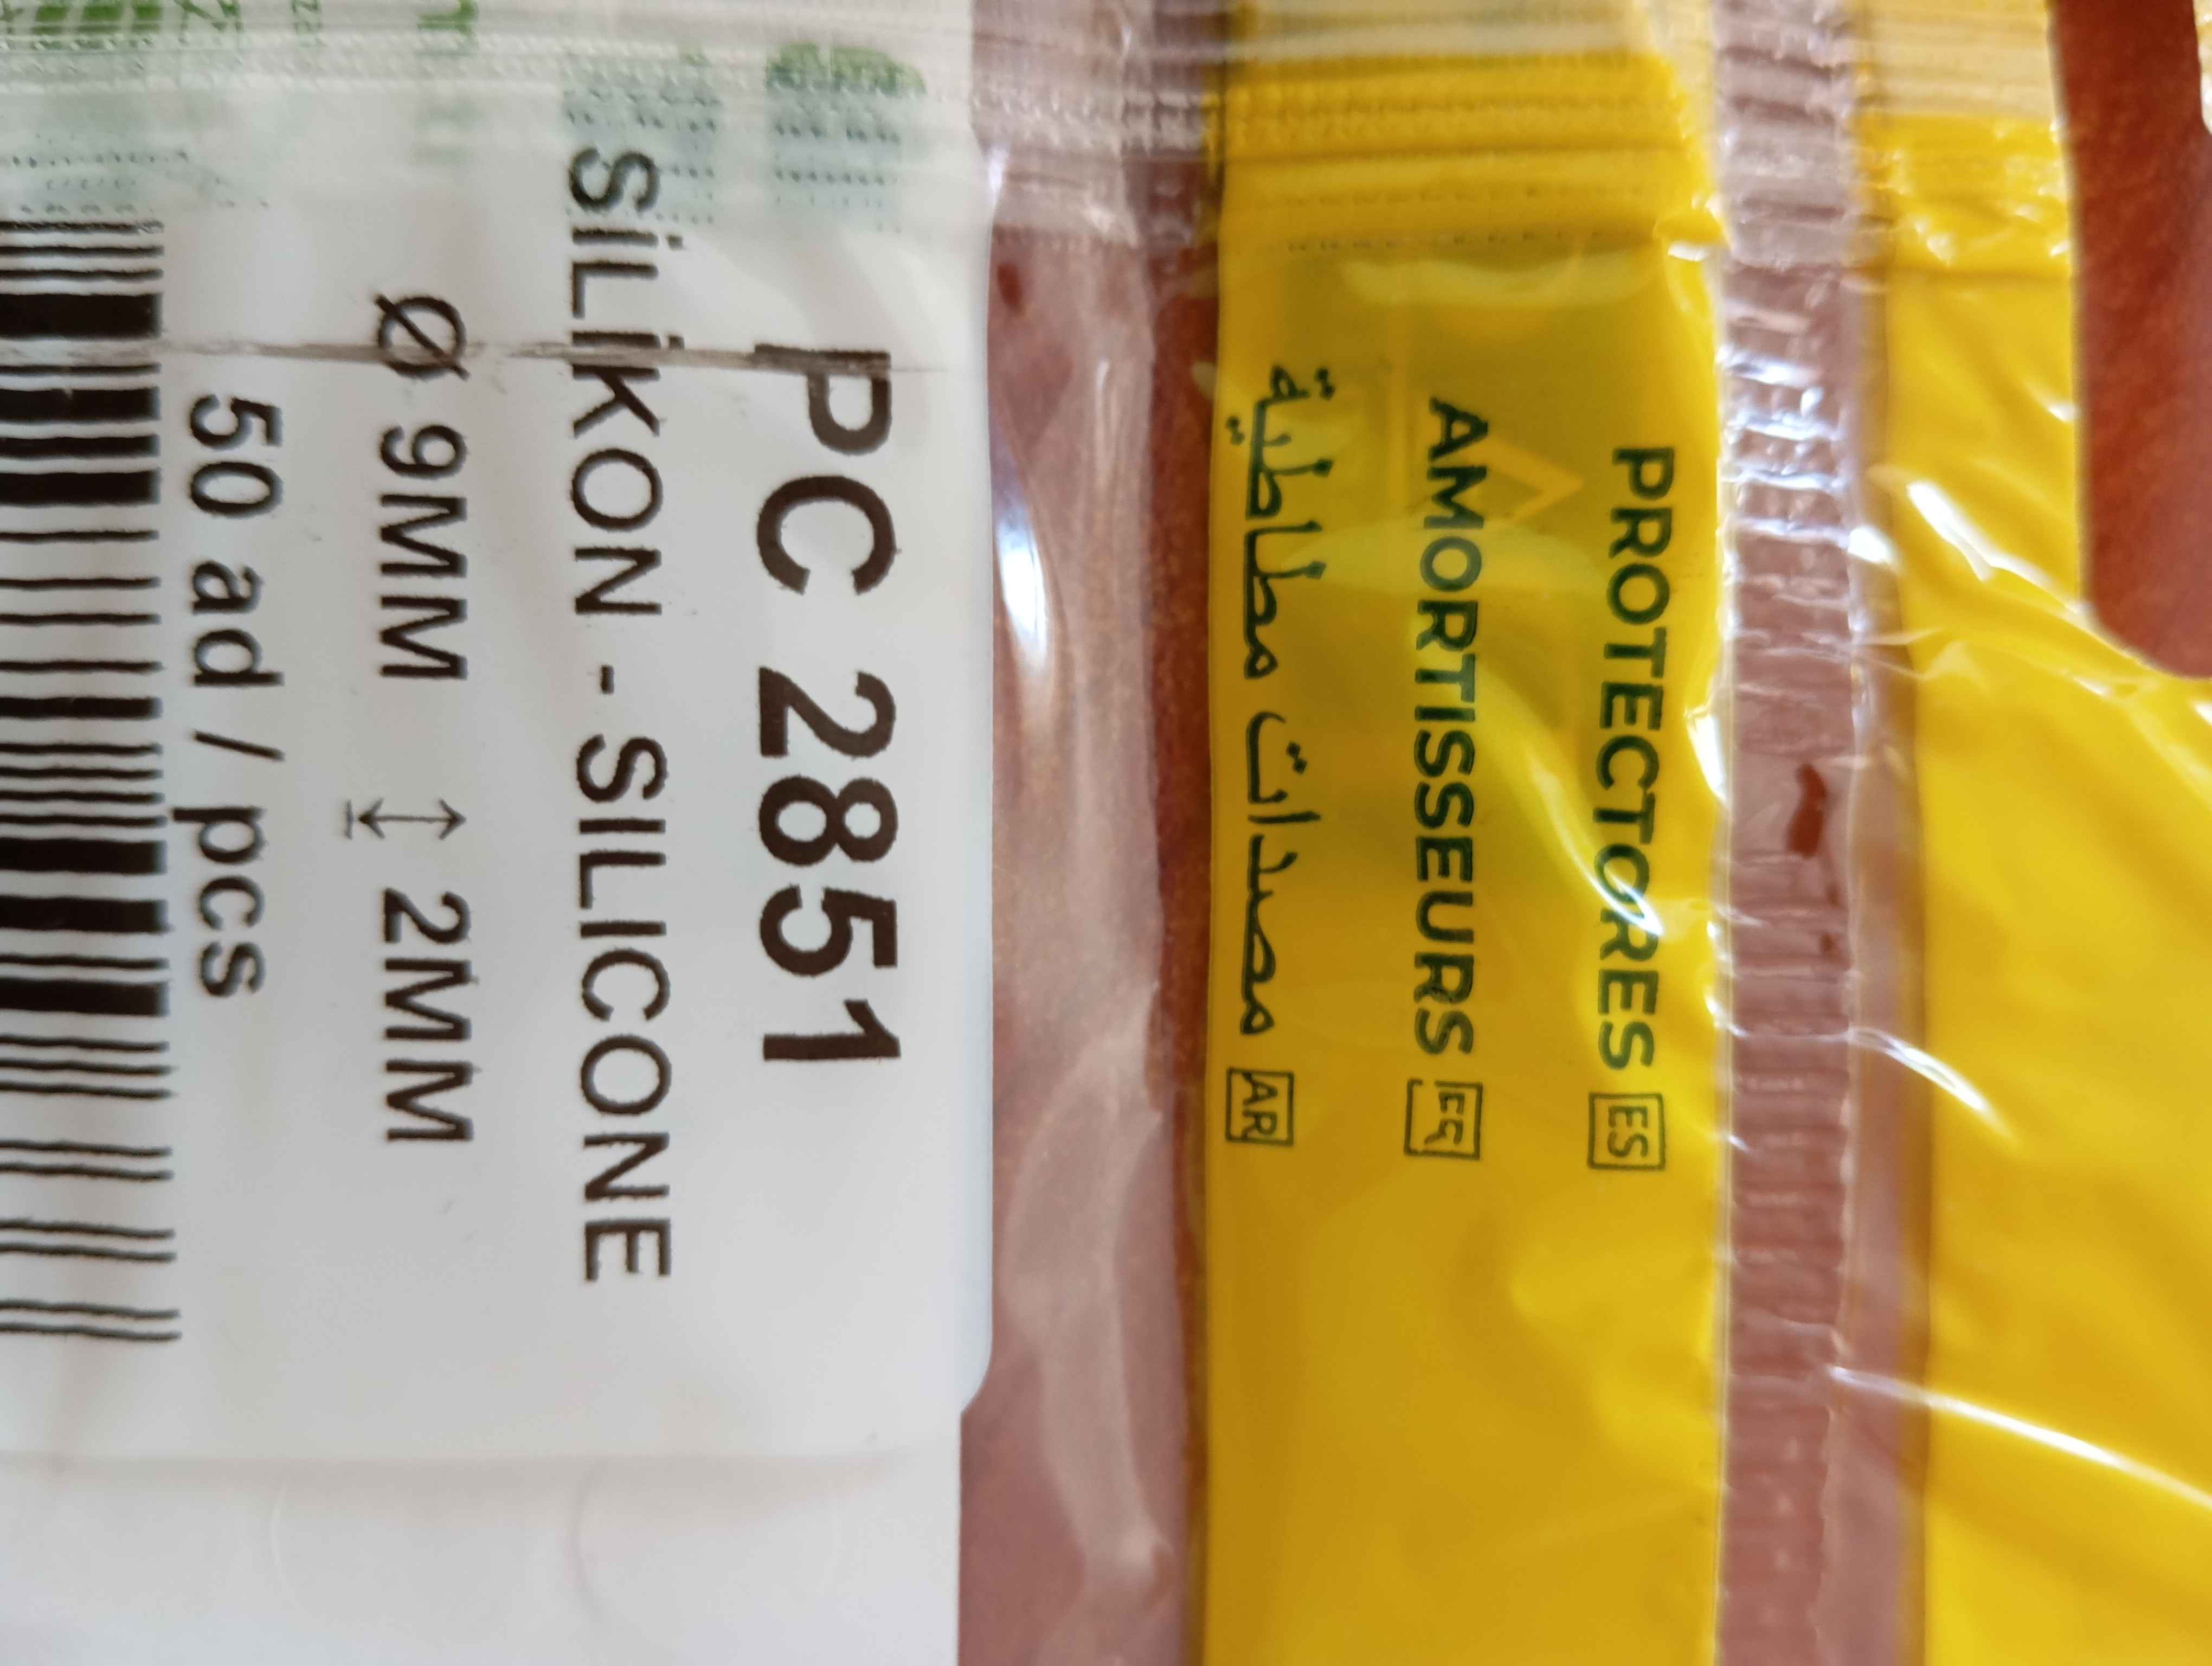 PROTECTORES ES
AMORTISSEURS FR
مصدات مطاطية AR
PC 2851
SiLiKON - SILICONE
Ø 9MM ↕ 2MM
50 ad / pcs